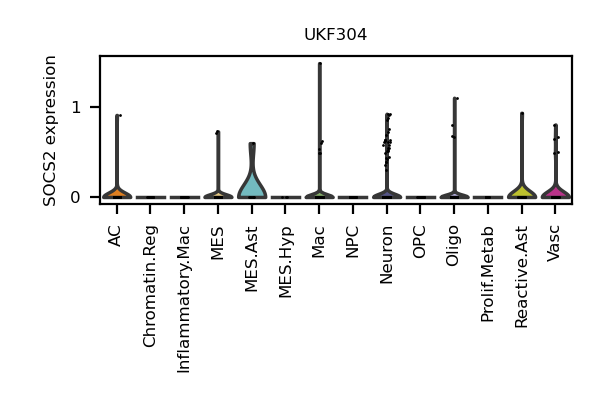 UKF304
SOCS2 expression
1
0
AC
Chromatin.Reg
Inflammatory.Mac
MES
MES.Ast
MES.Hyp
Mac
NPC
Neuron
OPC
Oligo
Prolif.Metab
Reactive.Ast
Vasc